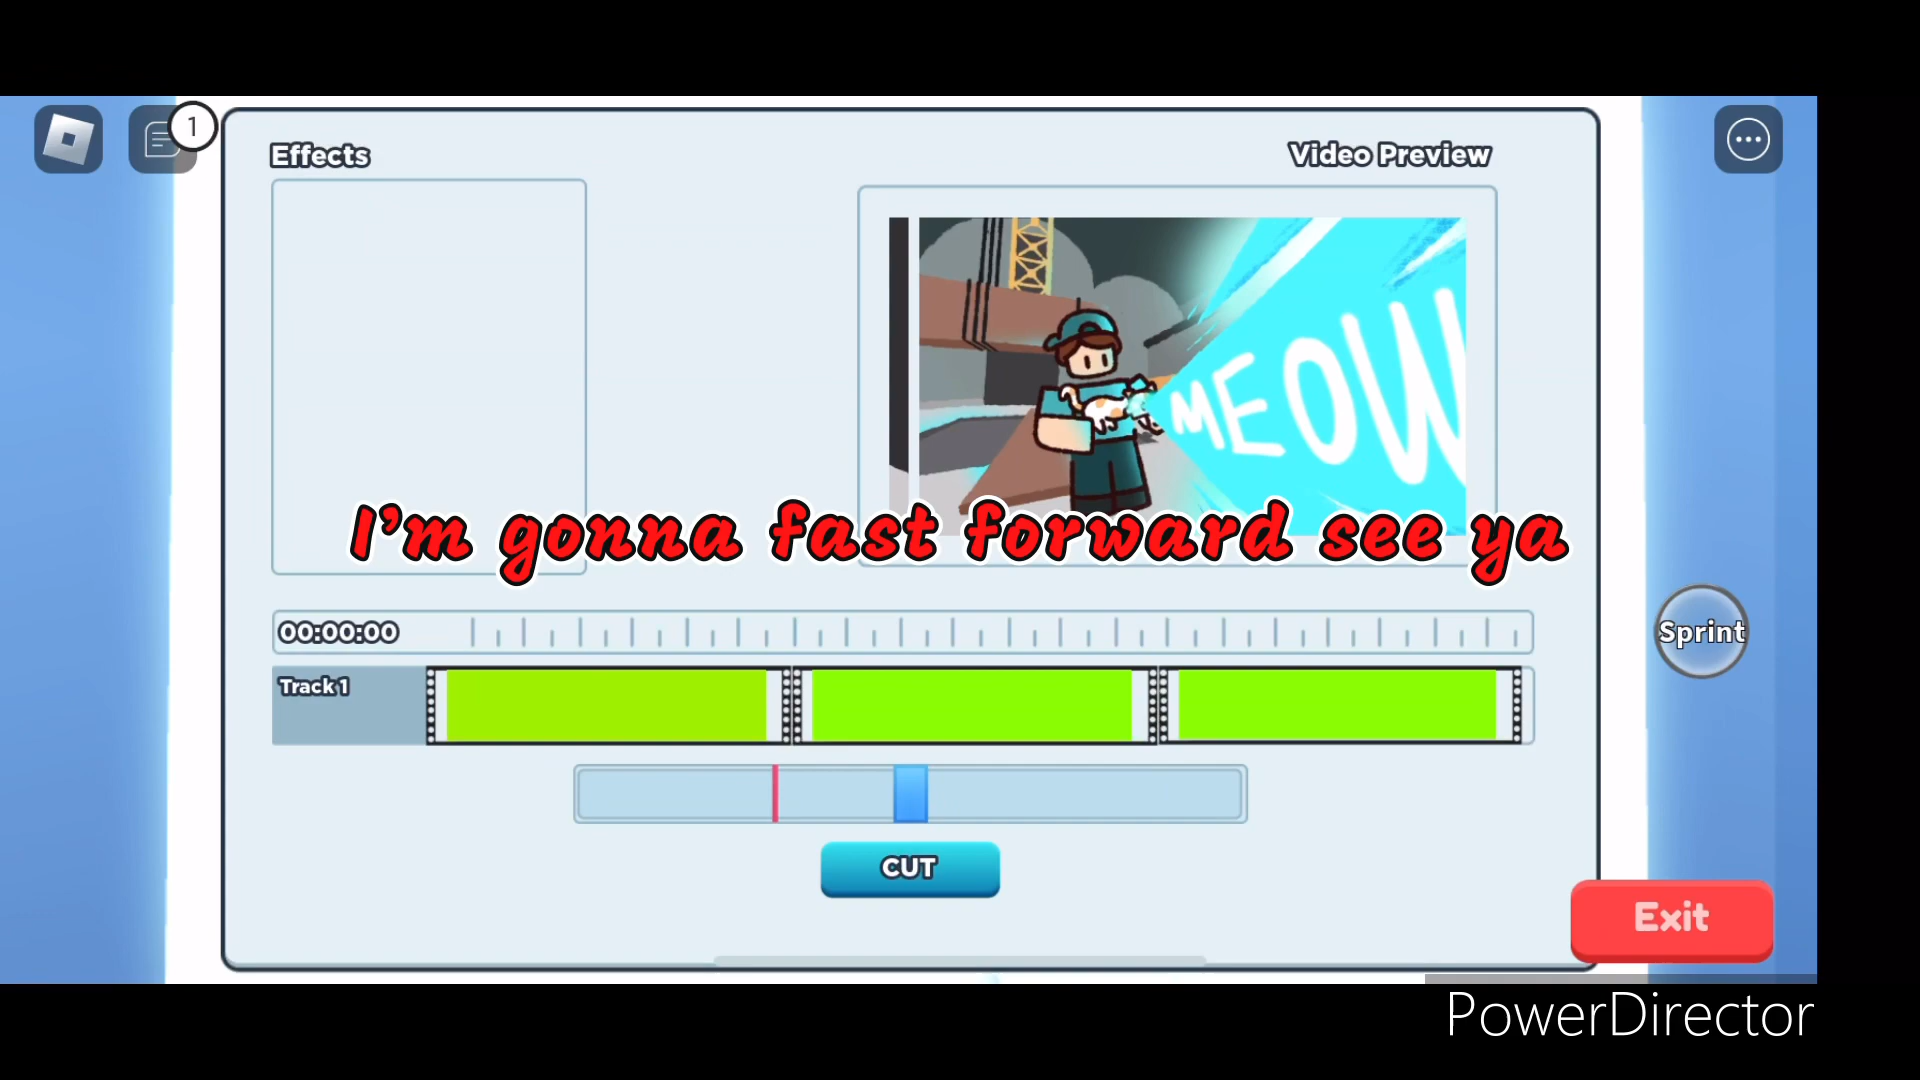 1
Effects
Video Preview
MEOW
I'm gonna fast forward see ya
00:00:00
Sprint
Track 1
CUT
Exit
PowerDirector